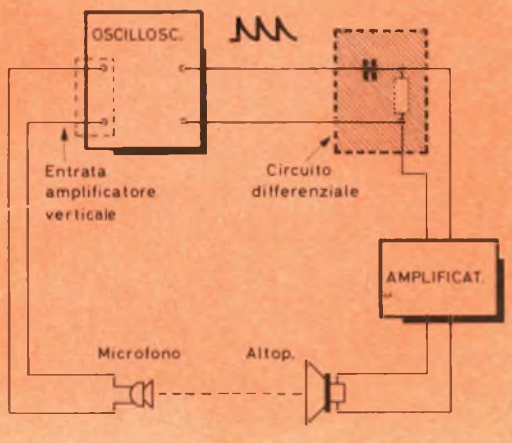 OSCILLOSC.
Entrata
amplificatore
verticale
Circuito
differenziale
AMPLIFICAT.
Microfono
Altop.